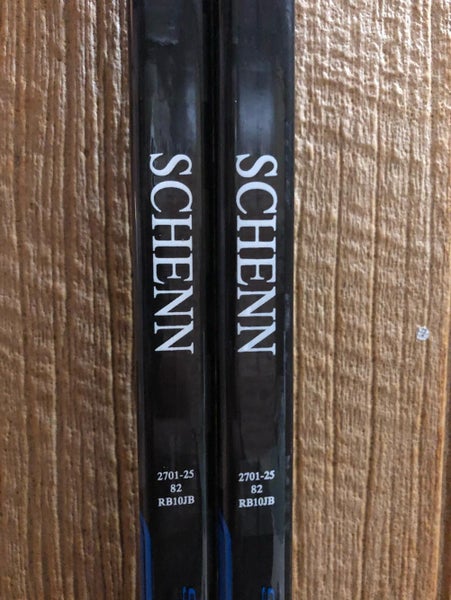 SCHENN
2701-25
82
RB10JB
SCHENN
2701-25
82
RB10JB